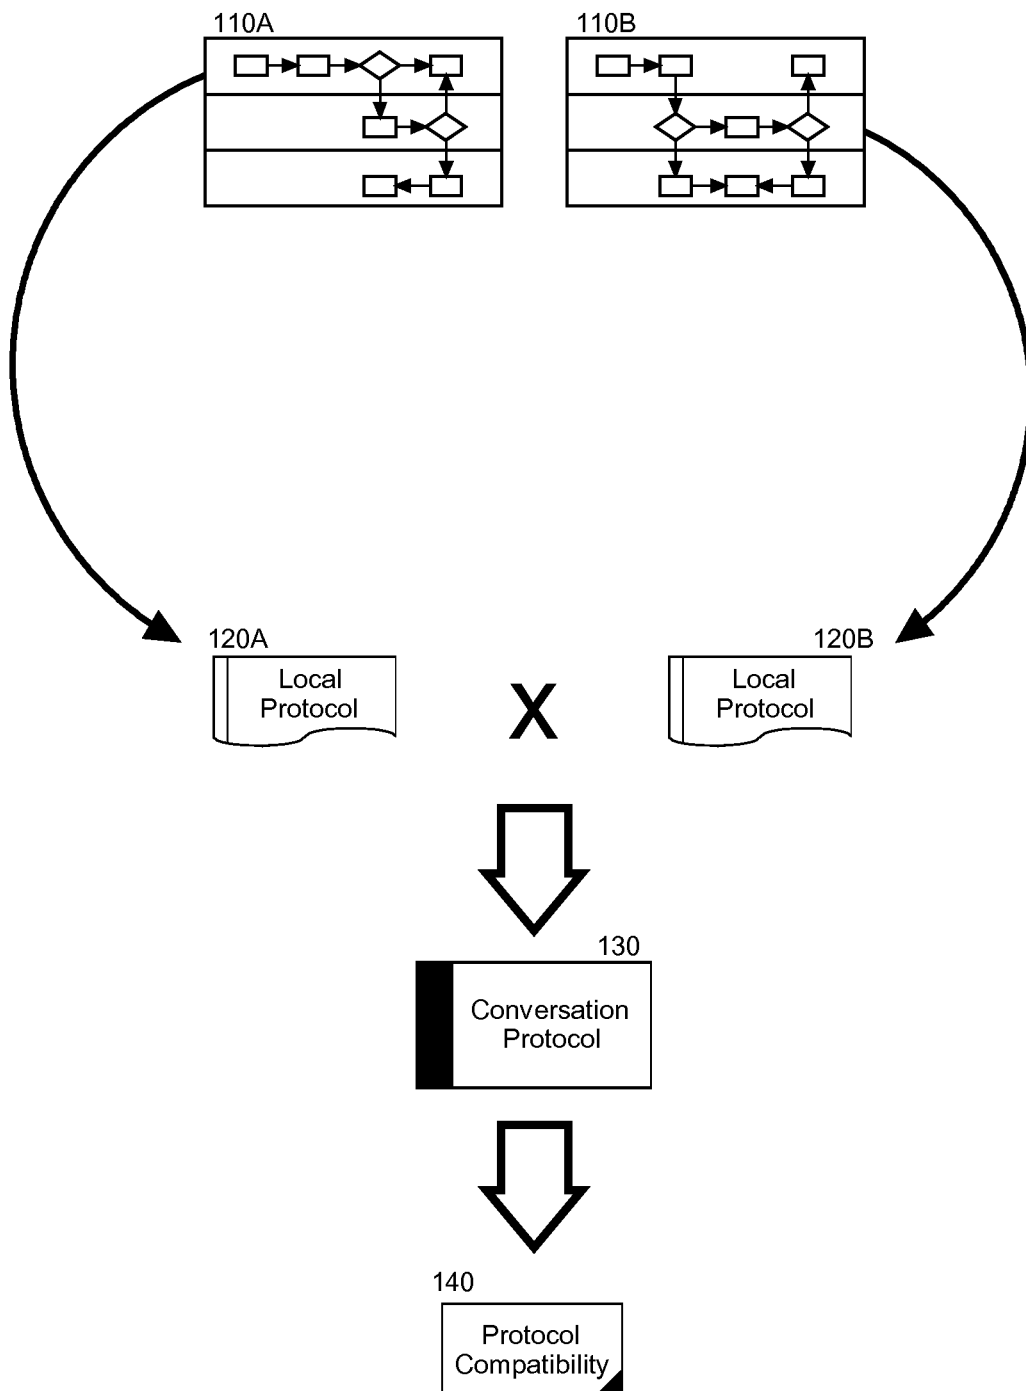 110A
110B
120A
120B
Local
Protocol
X
Local
Protocol
130
Conversation
Protocol
140
Protocol
Compatibility